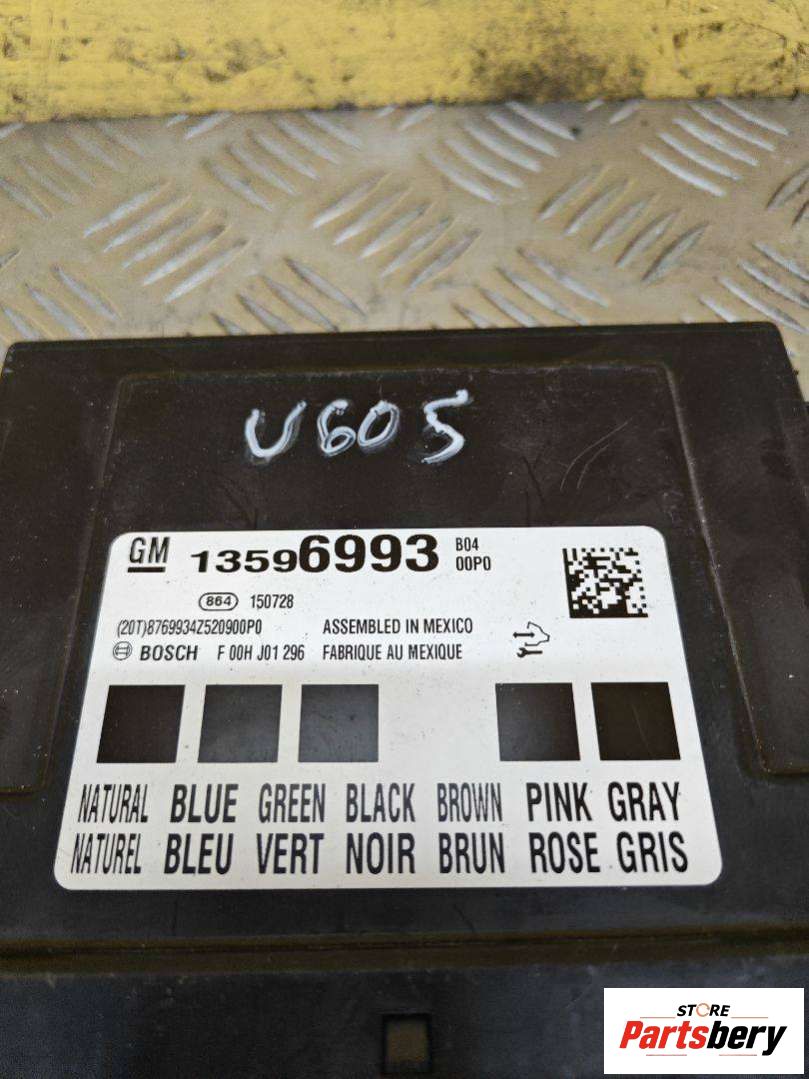 U605
GM 13596993 B04
00P0
864 150728
(20T)8769934Z520900P0 ASSEMBLED IN MEXICO
BOSCH F 00H J01 296 FABRIQUE AU MEXIQUE
NATURAL BLUE GREEN BLACK BROWN PINK GRAY
NATUREL BLEU VERT NOIR BRUN ROSE GRIS
STORE
Partsbery